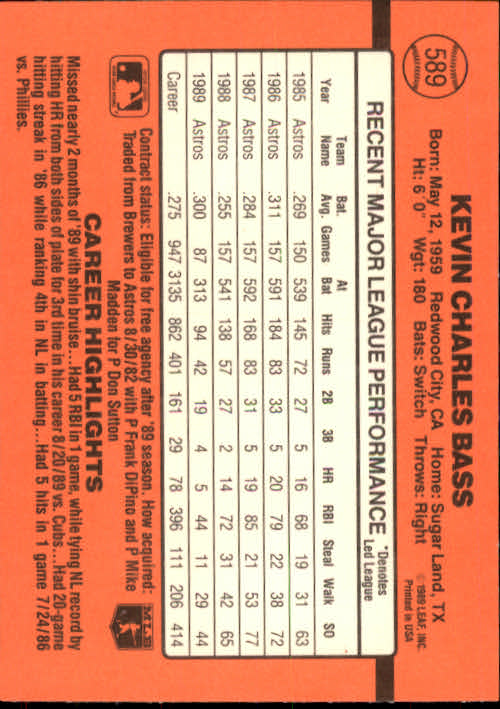 589
KEVIN CHARLES BASS
Born: May 12, 1959 Redwood City, CA Home: Sugar Land, TX
Ht: 6'0" Wgt: 180 Bats: Switch Throws: Right
© 1989 LEAF, INC.
Printed in USA
RECENT MAJOR LEAGUE PERFORMANCE *Denotes Led League
Year Team Name Bat. Avg. Games At Bat Hits Runs 2B 3B HR RBI Steal Walk SO
1985 Astros .269 150 539 145 72 27 5 16 68 19 31 63
1986 Astros .311 157 591 184 83 33 5 20 79 22 38 72
1987 Astros .284 157 592 168 83 31 5 19 85 21 53 77
1988 Astros .255 157 541 138 57 27 2 14 72 31 42 65
1989 Astros .300 87 313 94 42 19 4 5 44 11 29 44
Career .275 947 3135 862 401 161 29 78 396 111 206 414
Contract status: Eligible for free agency after '89 season. How acquired:
Traded from Brewers to Astros 8/30/82 with P Frank DiPino and P Mike
Madden for P Don Sutton
MLB
CAREER HIGHLIGHTS
Missed nearly 2 months of '89 with shin bruise...Had 5 RBI in 1 game, while tying NL record by
hitting HR from both sides of plate for 3rd time in his career 8/20/89 vs. Cubs...Had 20-game
hitting streak in '86 while ranking 4th in NL in batting...Had 5 hits in 1 game 7/24/86
vs. Phillies.